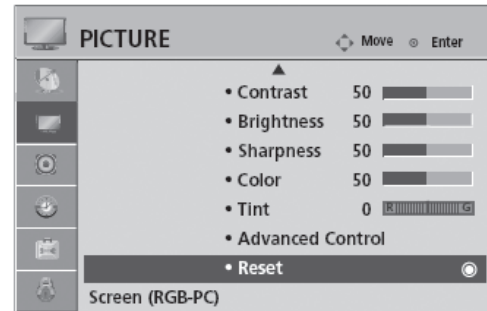 PICTURE Move Enter
• Contrast 50
• Brightness 50
• Sharpness 50
• Color 50
• Tint 0 R G
• Advanced Control
• Reset
Screen (RGB-PC)